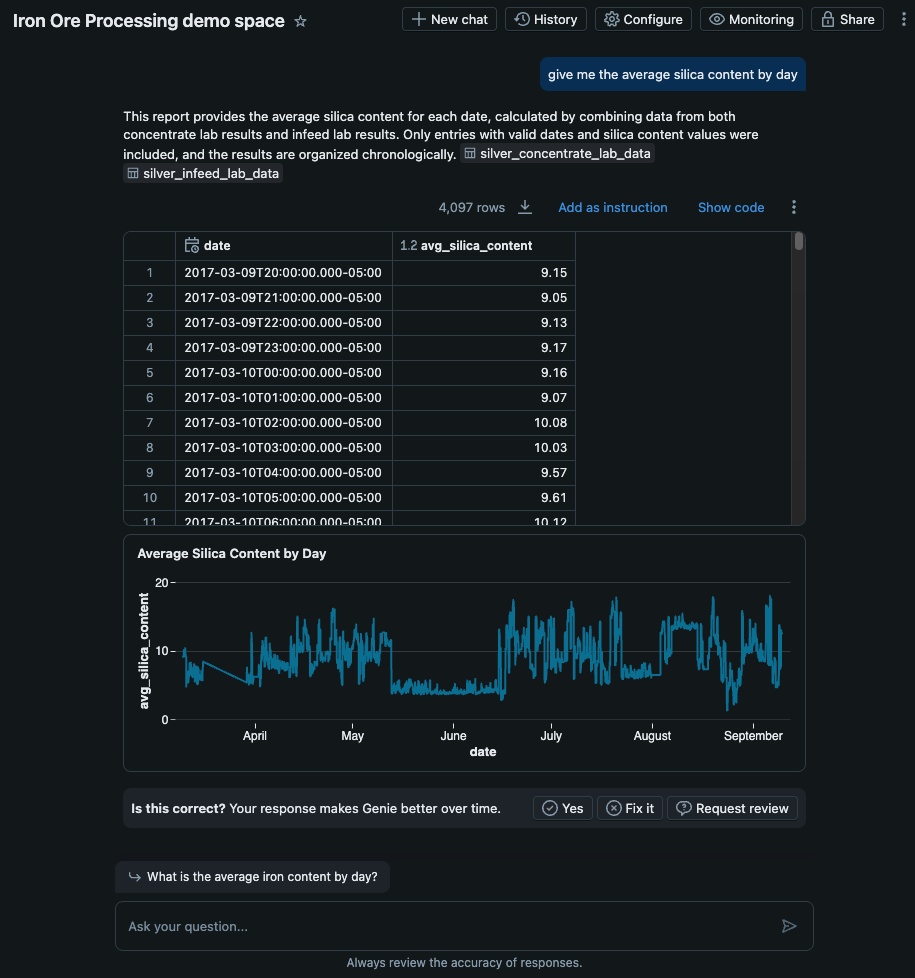 Iron Ore Processing demo space
New chat
History
Configure
Monitoring
Share
give me the average silica content by day
This report provides the average silica content for each date, calculated by combining data from both
concentrate lab results and infeed lab results. Only entries with valid dates and silica content values were
included, and the results are organized chronologically. silver_concentrate_lab_data
silver_infeed_lab_data
4,097 rows
Add as instruction
Show code
date 1.2 avg_silica_content
1 2017-03-09T20:00:00.000-05:00 9.15
2 2017-03-09T21:00:00.000-05:00 9.05
3 2017-03-09T22:00:00.000-05:00 9.13
4 2017-03-09T23:00:00.000-05:00 9.17
5 2017-03-10T00:00:00.000-05:00 9.16
6 2017-03-10T01:00:00.000-05:00 9.07
7 2017-03-10T02:00:00.000-05:00 10.08
8 2017-03-10T03:00:00.000-05:00 10.03
9 2017-03-10T04:00:00.000-05:00 9.57
10 2017-03-10T05:00:00.000-05:00 9.61
11 2017-03-10T06:00:00.000-05:00 10.12
Average Silica Content by Day
avg_silica_content
20
10
0
April May June July August September
date
Is this correct? Your response makes Genie better over time.
Yes
Fix it
Request review
What is the average iron content by day?
Ask your question...
Always review the accuracy of responses.